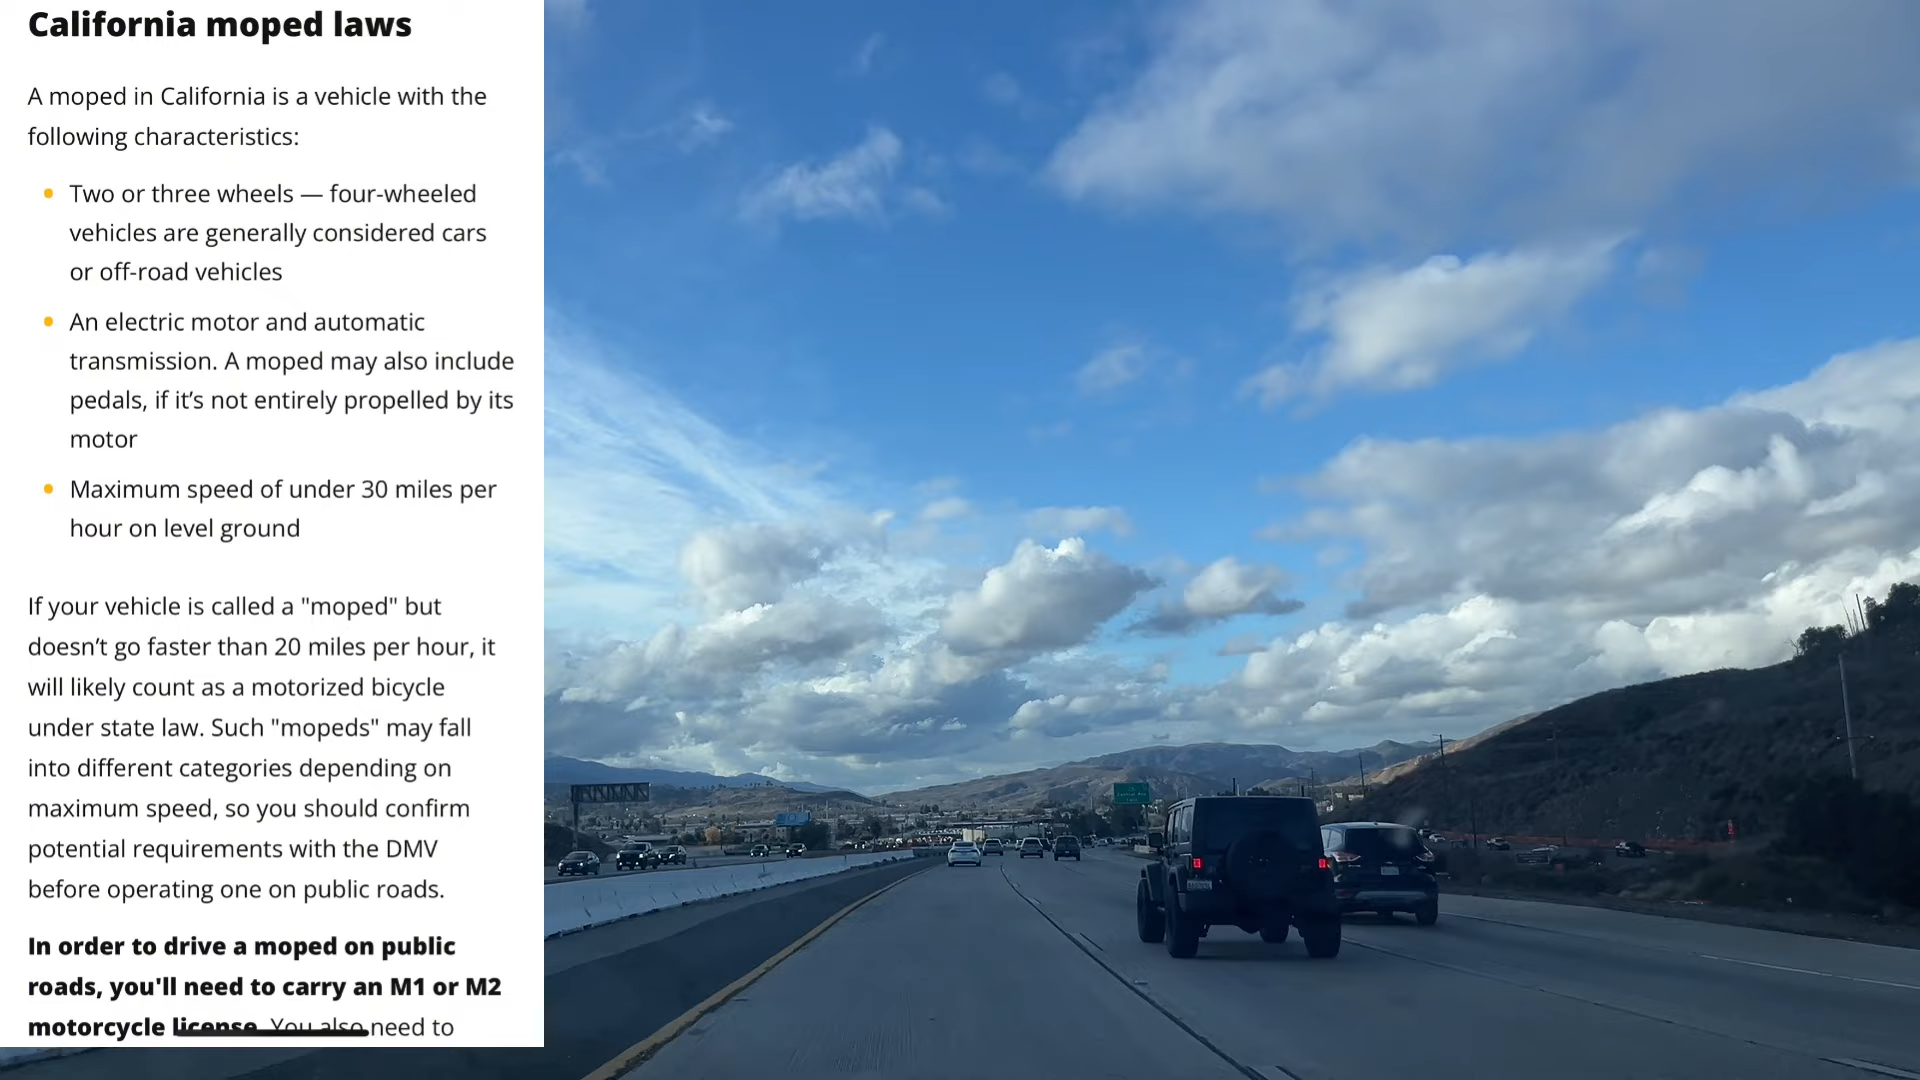 California moped laws
A moped in California is a vehicle with the
following characteristics:
Two or three wheels — four-wheeled
vehicles are generally considered cars
or off-road vehicles
An electric motor and automatic
transmission. A moped may also include
pedals, if it’s not entirely propelled by its
motor
Maximum speed of under 30 miles per
hour on level ground
If your vehicle is called a "moped" but
doesn’t go faster than 20 miles per hour, it
will likely count as a motorized bicycle
under state law. Such "mopeds" may fall
into different categories depending on
maximum speed, so you should confirm
potential requirements with the DMV
before operating one on public roads.
In order to drive a moped on public
roads, you'll need to carry an M1 or M2
motorcycle license. You also need to